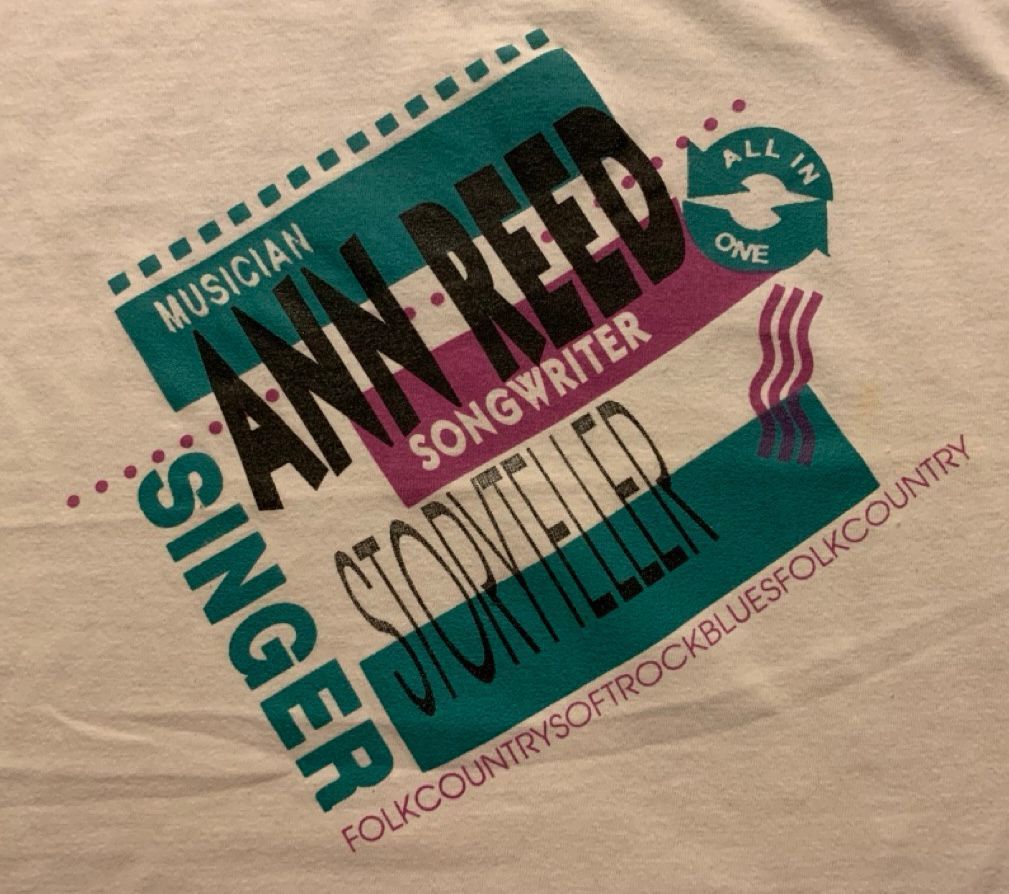 MUSICIAN
ANN REED
ALL IN
ONE
SONGWRITER
STORYTELLER
SINGER
FOLKCOUNTRYSOFTROCKBLUESFOLKCOUNTRY